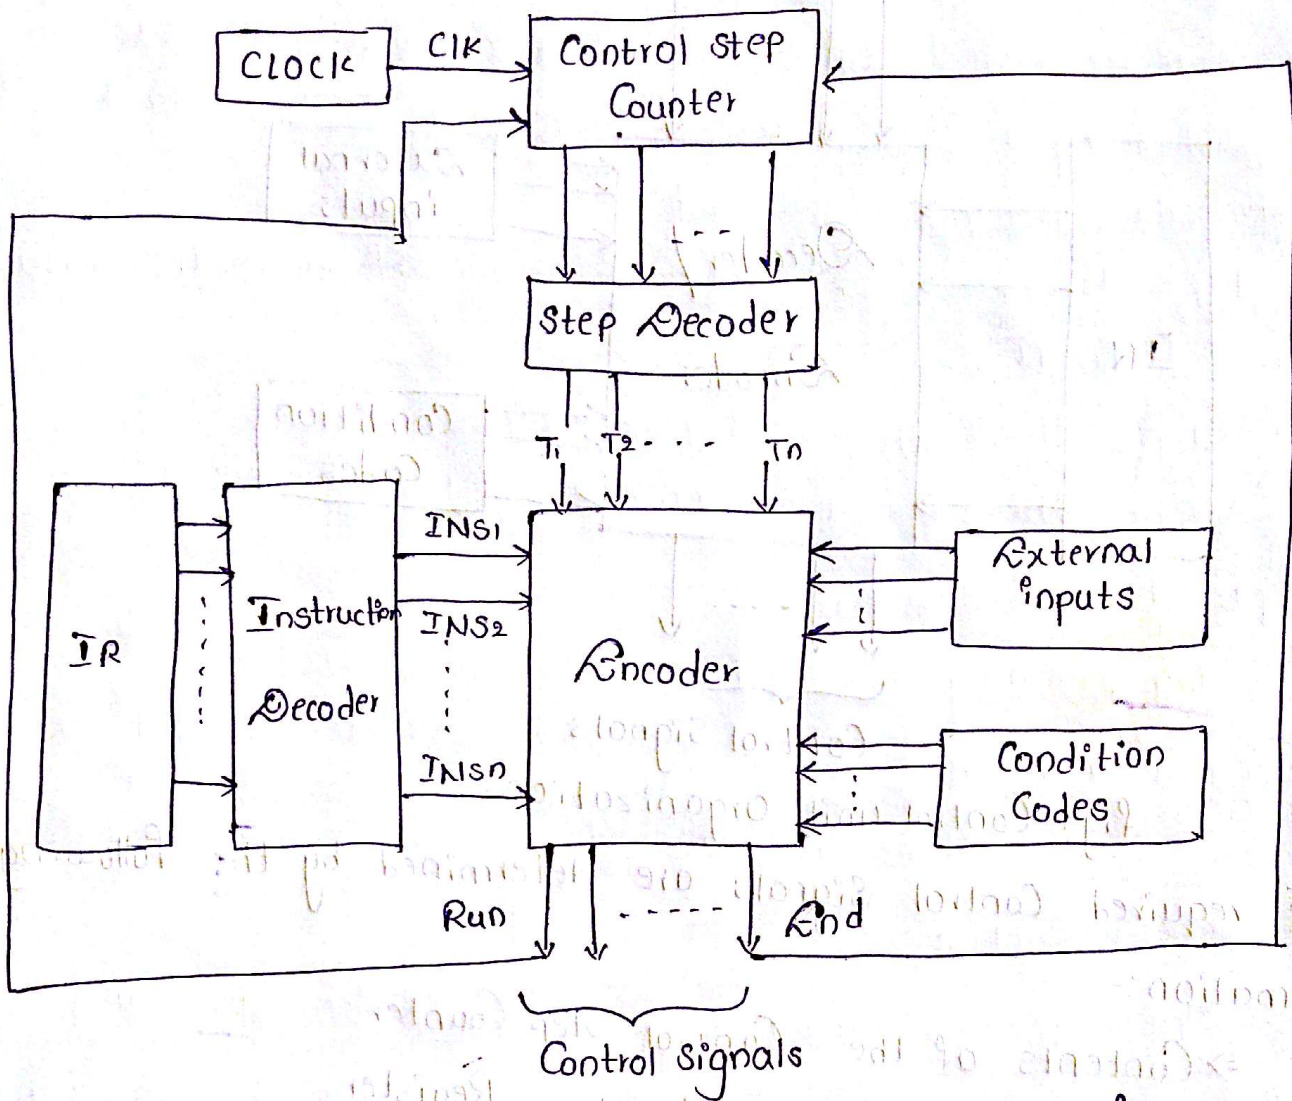 CLOCK
Clk
Control Step
Counter
Step Decoder
T1 T2 Tn
IR
Instruction
Decoder
INS1
INS2
INSn
Encoder
External
inputs
Condition
Codes
Run
End
Control signals